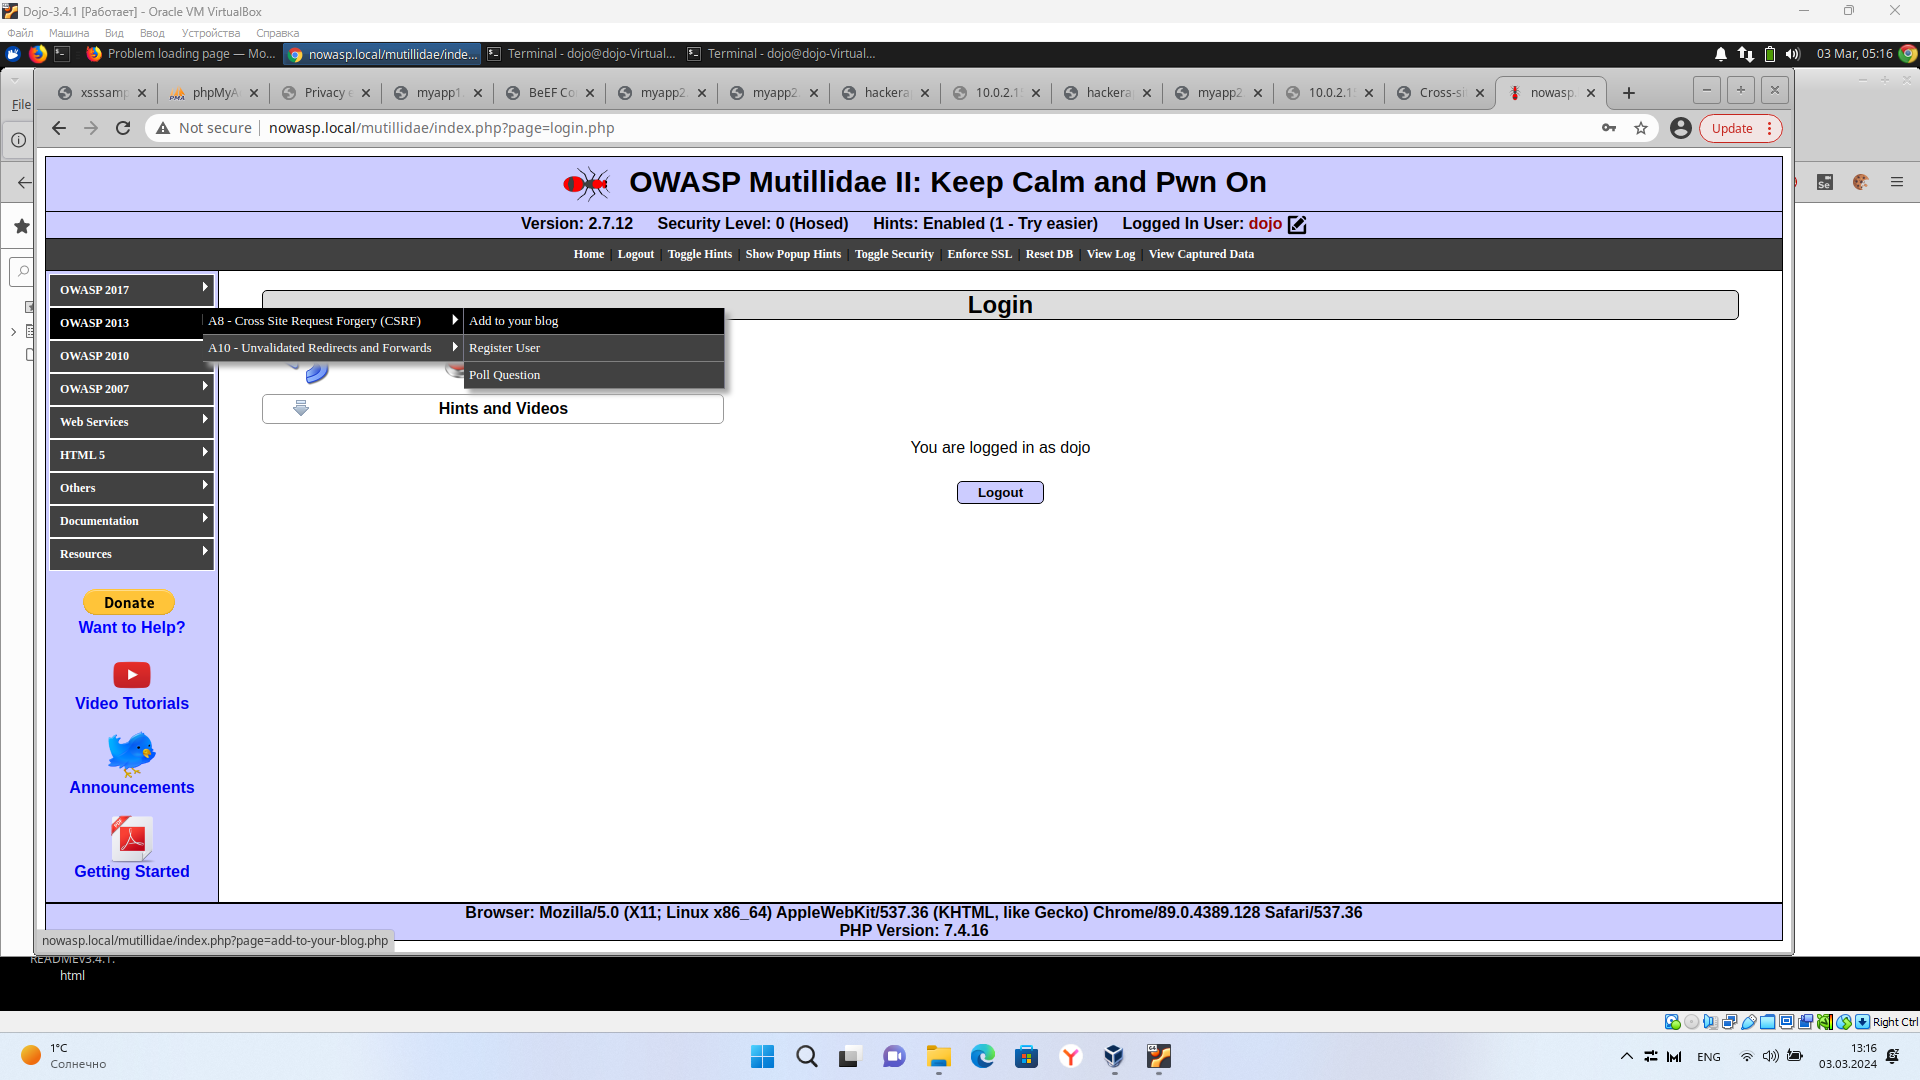 Dojo-3.4.1 [Работает] - Oracle VM VirtualBox
Файл Машина Вид Ввод Устройства Справка
Problem loading page — Mo... nowasp.local/mutillidae/inde... Terminal - dojo@dojo-Virtual... Terminal - dojo@dojo-Virtual... 03 Mar, 05:16
File
xsssamp phpMyA Privacy e myapp1. BeEF Co myapp2. myapp2. hackera 10.0.2.1 hackera myapp2 10.0.2.1 Cross-si nowasp.
Not secure nowasp.local/mutillidae/index.php?page=login.php Update
OWASP Mutillidae II: Keep Calm and Pwn On
Version: 2.7.12 Security Level: 0 (Hosed) Hints: Enabled (1 - Try easier) Logged In User: dojo
Home | Logout | Toggle Hints | Show Popup Hints | Toggle Security | Enforce SSL | Reset DB | View Log | View Captured Data
OWASP 2017
OWASP 2013
OWASP 2010
OWASP 2007
Web Services
HTML 5
Others
Documentation
Resources
A8 - Cross Site Request Forgery (CSRF)
A10 - Unvalidated Redirects and Forwards
Add to your blog
Register User
Poll Question
Login
Hints and Videos
You are logged in as dojo
Logout
Donate
Want to Help?
Video Tutorials
Announcements
PDF
Getting Started
Browser: Mozilla/5.0 (X11; Linux x86_64) AppleWebKit/537.36 (KHTML, like Gecko) Chrome/89.0.4389.128 Safari/537.36
PHP Version: 7.4.16
nowasp.local/mutillidae/index.php?page=add-to-your-blog.php
READMEv3.4.1.
html
Right Ctrl
1°C
Солнечно
ENG
13:16
03.03.2024